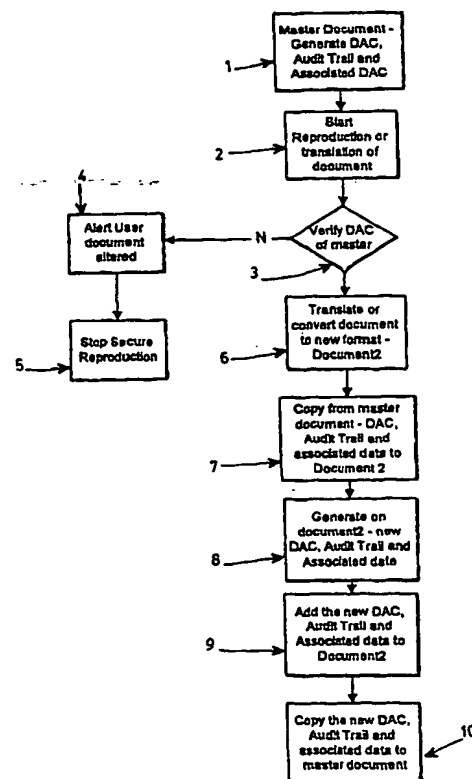 Master Document -
Generate DAC,
Audit Trail and
Associated DAC
1
Start
Reproduction or
translation of
document
2
4
Alert User
document
altered
N
Verify DAC
of master
3
Stop Secure
Reproduction
5
Translate or
convert document
to new format -
Document2
6
Copy from master
document - DAC,
Audit Trail and
associated data to
Document 2
7
Generate on
document2 - new
DAC, Audit Trail and
Associated data
8
Add the new DAC,
Audit Trail and
Associated data to
Document2
9
Copy the new DAC,
Audit Trail and
associated data to
master document
10